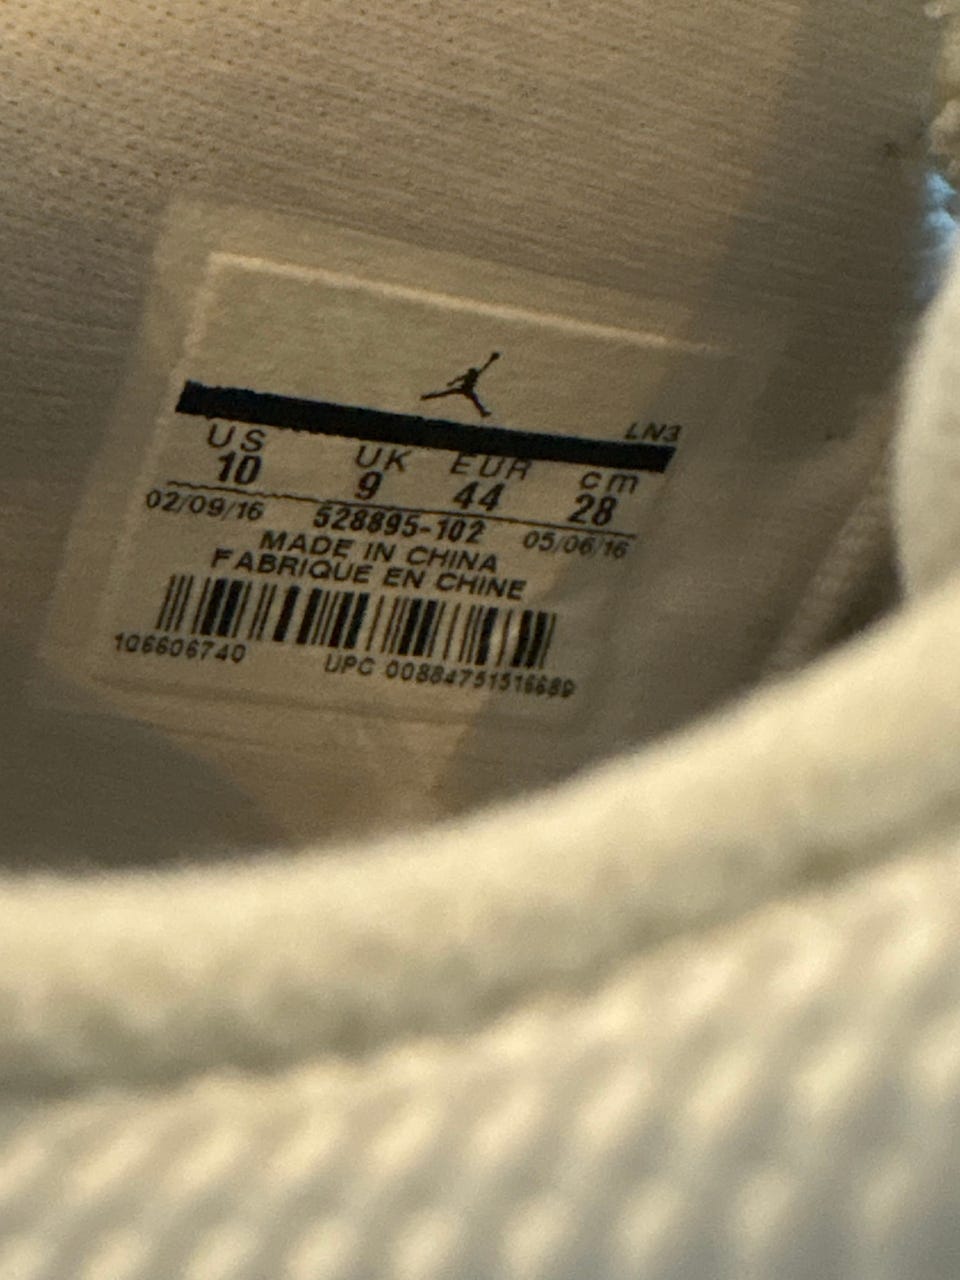 LN3
US UK EUR cm
10 9 44 28
02/09/16 528895-102 05/06/16
MADE IN CHINA
FABRIQUE EN CHINE
106606740 UPC 00884751516689